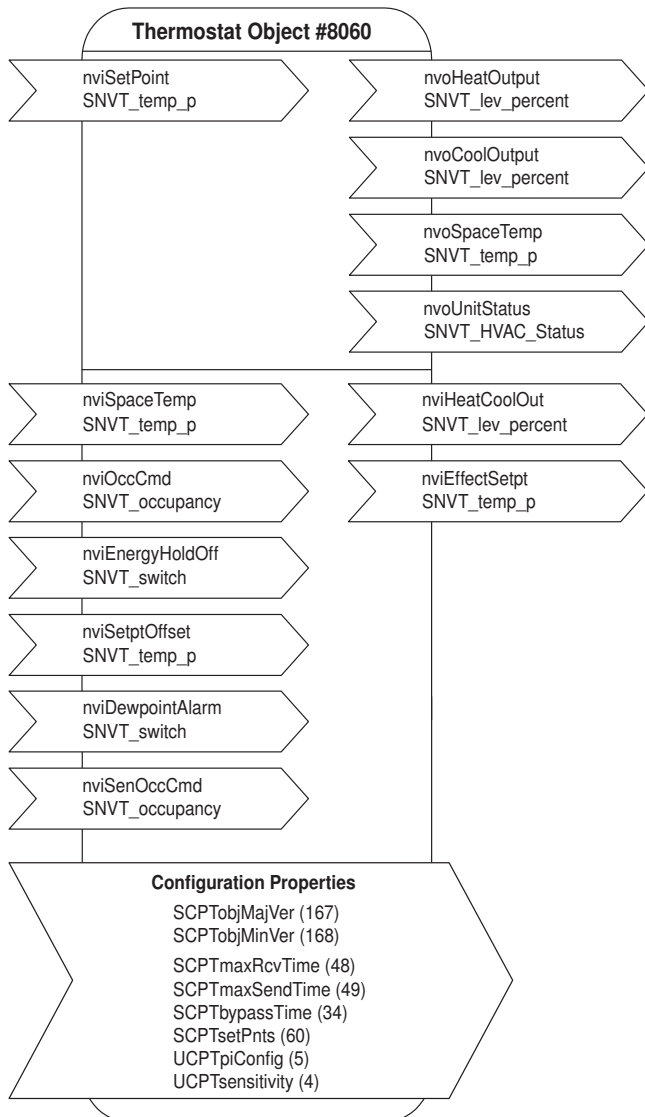 Thermostat Object #8060
nviSetPoint
SNVT_temp_p
nvoHeatOutput
SNVT_lev_percent
nvoCoolOutput
SNVT_lev_percent
nvoSpaceTemp
SNVT_temp_p
nvoUnitStatus
SNVT_HVAC_Status
nviSpaceTemp
SNVT_temp_p
nviOccCmd
SNVT_occupancy
nviEnergyHoldOff
SNVT_switch
nviSetptOffset
SNVT_temp_p
nviDewpointAlarm
SNVT_switch
nviSenOccCmd
SNVT_occupancy
nviHeatCoolOut
SNVT_lev_percent
nviEffectSetpt
SNVT_temp_p
Configuration Properties
SCPTobjMajVer (167)
SCPTobjMinVer (168)
SCPTmaxRcvTime (48)
SCPTmaxSendTime (49)
SCPTbypassTime (34)
SCPTsetPnts (60)
UCPTpiConfig (5)
UCPTsensitivity (4)